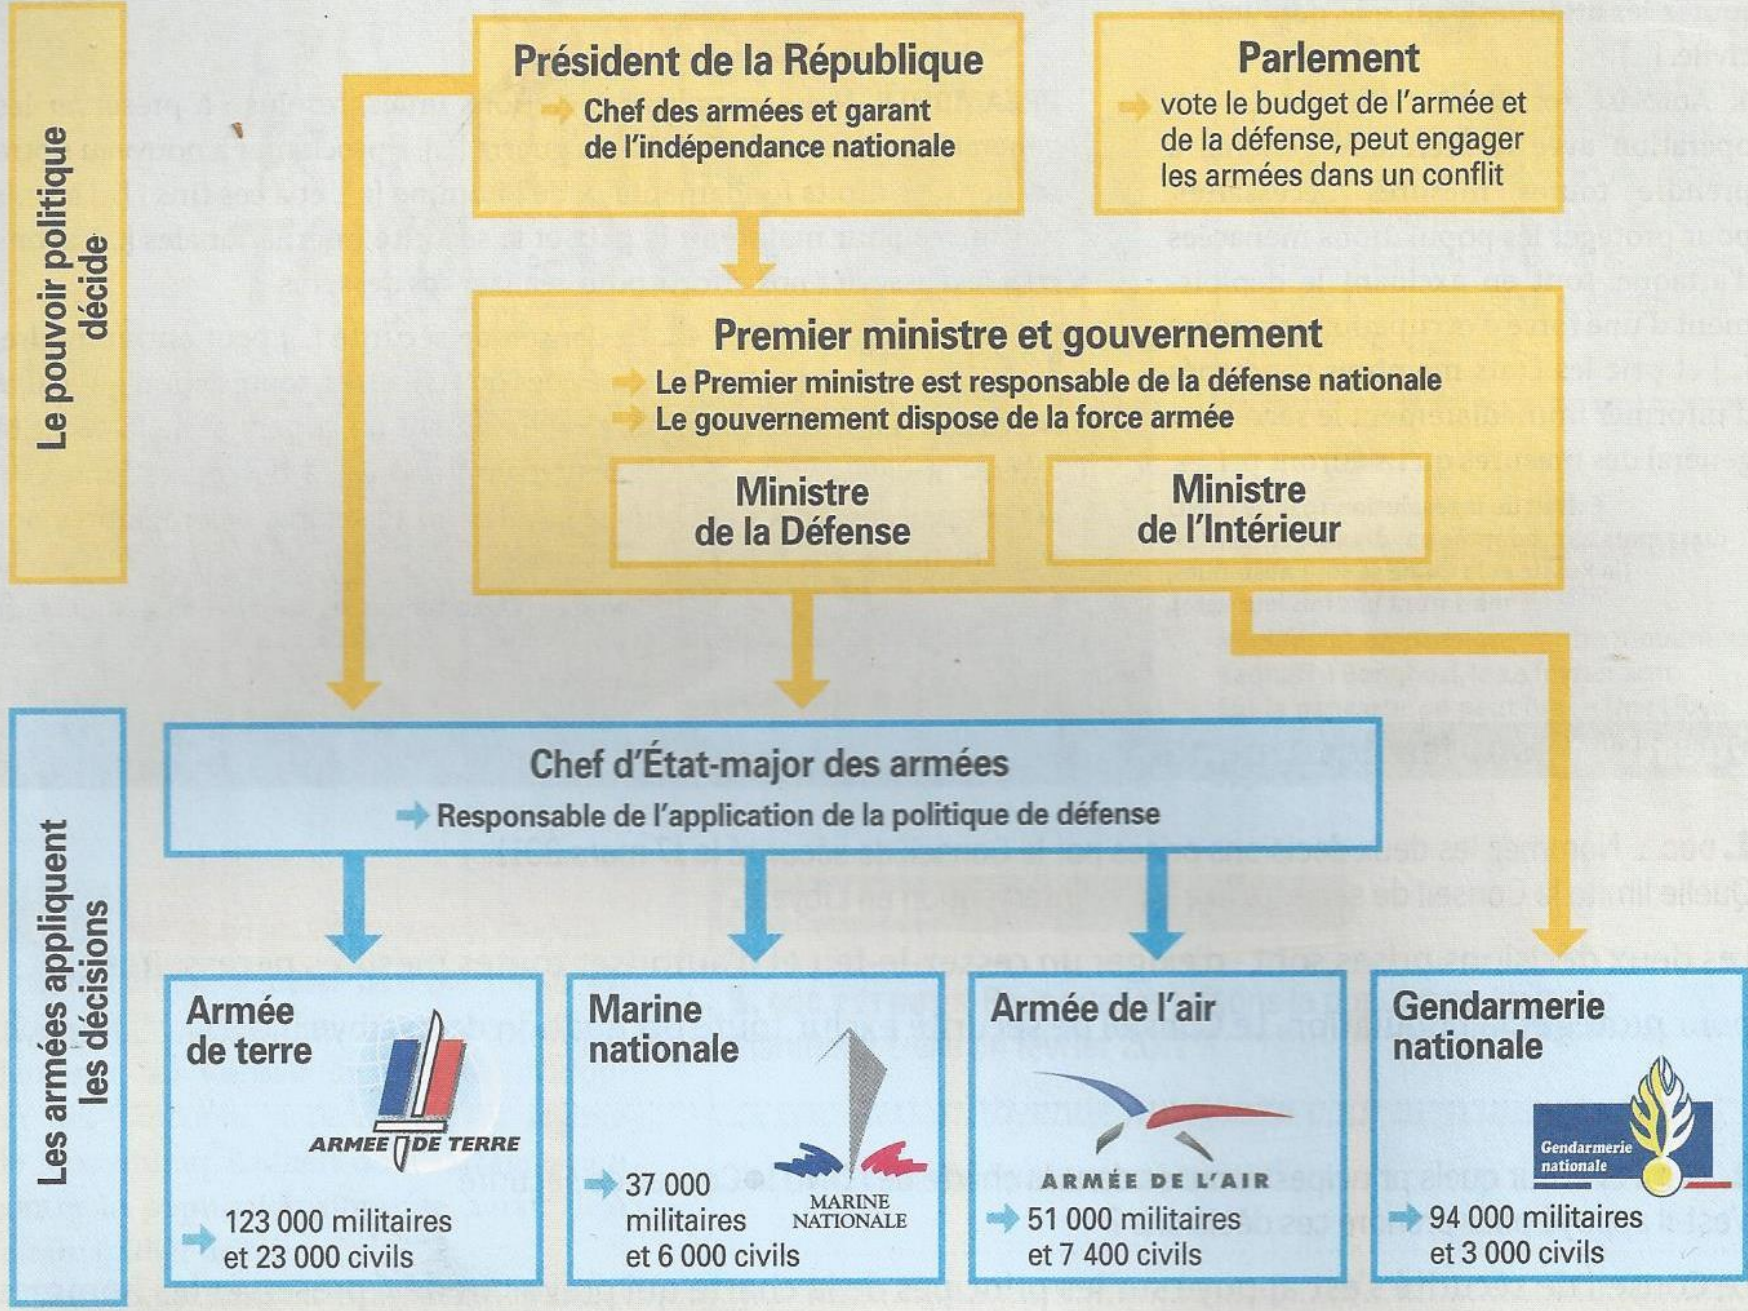 Le pouvoir politique
décide
Président de la République
Chef des armées et garant
de l'indépendance nationale
Parlement
vote le budget de l'armée et
de la défense, peut engager
les armées dans un conflit
Premier ministre et gouvernement
Le Premier ministre est responsable de la défense nationale
Le gouvernement dispose de la force armée
Ministre
de la Défense
Ministre
de l'Intérieur
Les armées appliquent
les décisions
Chef d'État-major des armées
Responsable de l'application de la politique de défense
Armée
de terre
ARMEE DE TERRE
123 000 militaires
et 23 000 civils
Marine
nationale
MARINE
NATIONALE
37 000
militaires
et 6 000 civils
Armée de l'air
ARMÉE DE L'AIR
51 000 militaires
et 7 400 civils
Gendarmerie
nationale
Gendarmerie
nationale
94 000 militaires
et 3 000 civils